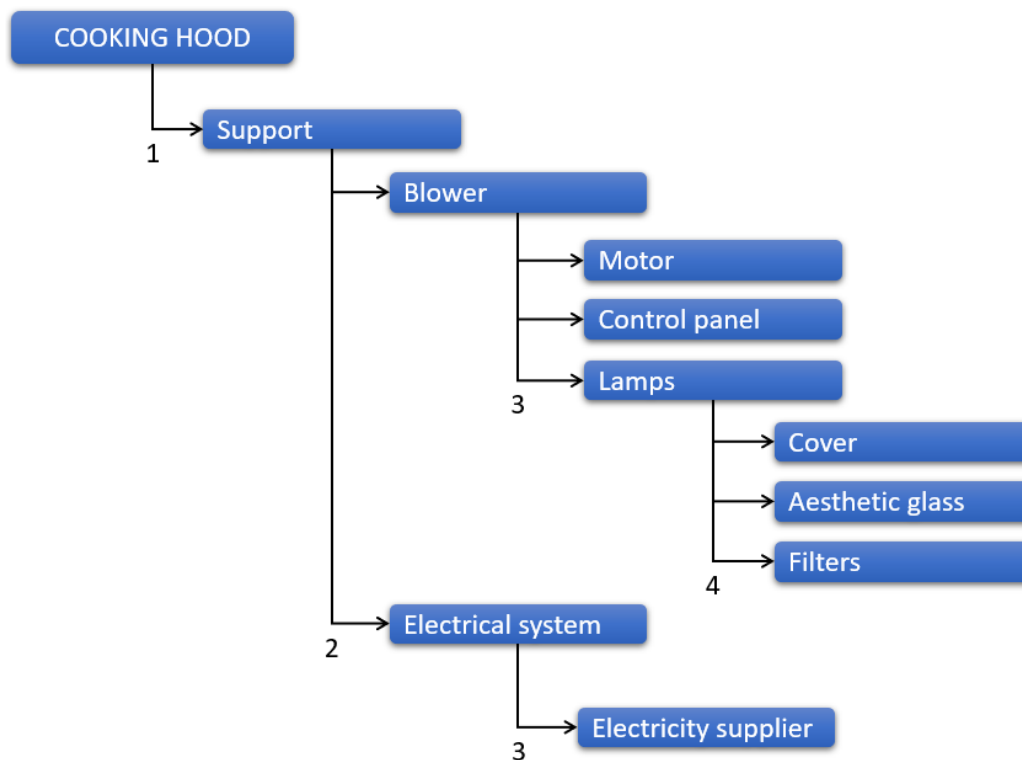 COOKING HOOD
Support
1
Blower
Motor
Control panel
Lamps
3
Cover
Aesthetic glass
Filters
4
Electrical system
2
Electricity supplier
3